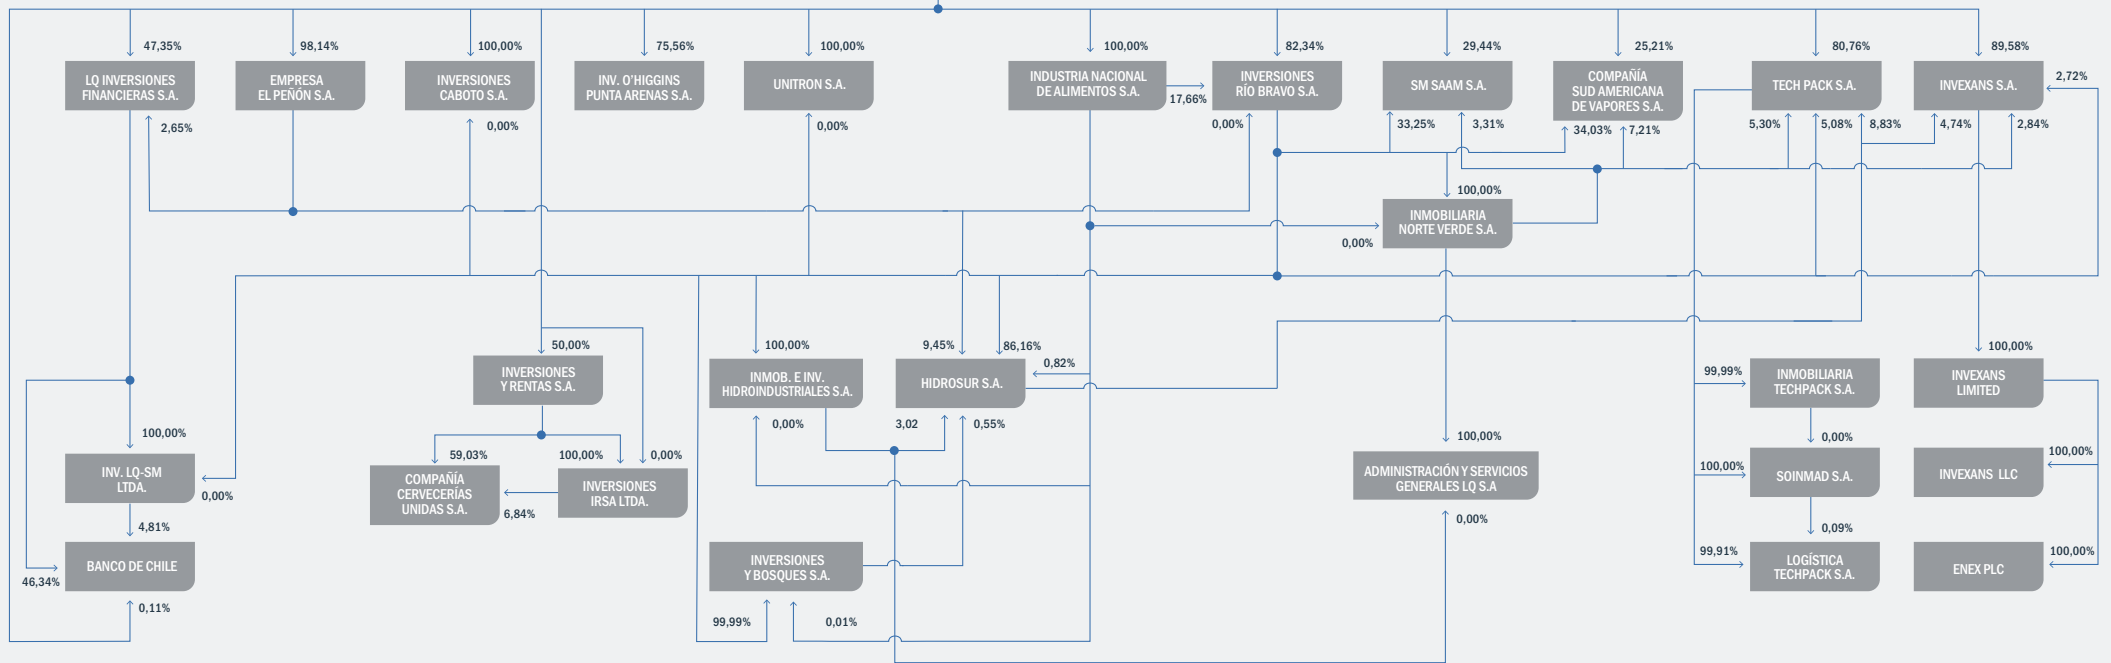 47,35%
98,14%
100,00%
75,56%
100,00%
100,00%
82,34%
29,44%
25,21%
80,76%
89,58%
LQ INVERSIONES
FINANCIERAS S.A.
EMPRESA
EL PEÑÓN S.A.
INVERSIONES
CABOTO S.A.
INV. O'HIGGINS
PUNTA ARENAS S.A.
UNITRON S.A.
INDUSTRIA NACIONAL
DE ALIMENTOS S.A.
17,66%
INVERSIONES
RÍO BRAVO S.A.
SM SAAM S.A.
COMPAÑÍA
SUD AMERICANA
DE VAPORES S.A.
TECH PACK S.A.
INVEXANS S.A.
2,72%
2,65%
0,00%
0,00%
0,00%
33,25%
3,31%
34,03%
7,21%
5,30%
5,08%
8,83%
4,74%
2,84%
100,00%
INMOBILIARIA
NORTE VERDE S.A.
0,00%
50,00%
100,00%
9,45%
86,16%
0,82%
100,00%
INVERSIONES
Y RENTAS S.A.
INMOB. E INV.
HIDROINDUSTRIALES S.A.
HIDROSUR S.A.
99,99%
INMOBILIARIA
TECHPACK S.A.
INVEXANS
LIMITED
0,00%
3,02
0,55%
100,00%
59,03%
100,00%
0,00%
100,00%
0,00%
INV. LQ-SM
LTDA.
0,00%
COMPAÑÍA
CERVECERÍAS
UNIDAS S.A.
6,84%
INVERSIONES
IRSA LTDA.
ADMINISTRACIÓN Y SERVICIOS
GENERALES LQ S.A
0,00%
100,00%
SOINMAD S.A.
INVEXANS LLC
100,00%
4,81%
0,09%
BANCO DE CHILE
46,34%
0,11%
INVERSIONES
Y BOSQUES S.A.
99,99%
0,01%
99,91%
LOGÍSTICA
TECHPACK S.A.
ENEX PLC
100,00%